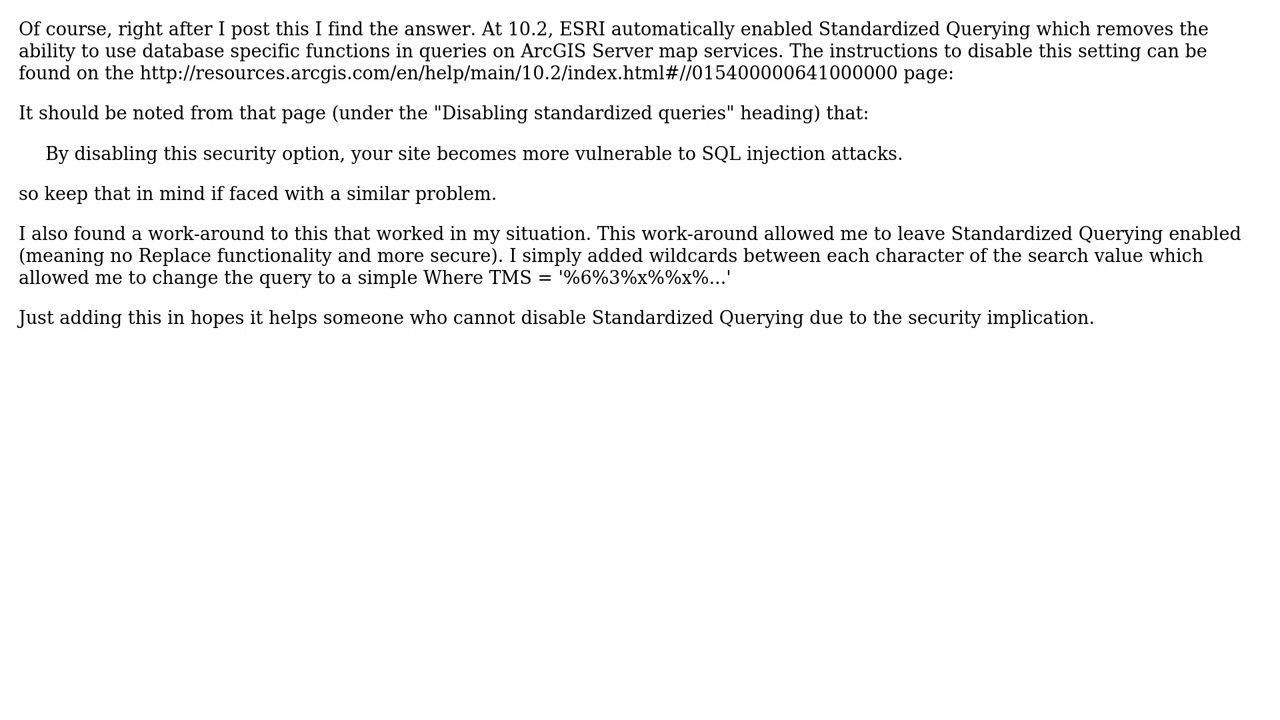 Of course, right after I post this I find the answer. At 10.2, ESRI automatically enabled Standardized Querying which removes the
ability to use database specific functions in queries on ArcGIS Server map services. The instructions to disable this setting can be
found on the http://resources.arcgis.com/en/help/main/10.2/index.html#//015400000641000000 page:
It should be noted from that page (under the "Disabling standardized queries" heading) that:
By disabling this security option, your site becomes more vulnerable to SQL injection attacks.
so keep that in mind if faced with a similar problem.
I also found a work-around to this that worked in my situation. This work-around allowed me to leave Standardized Querying enabled
(meaning no Replace functionality and more secure). I simply added wildcards between each character of the search value which
allowed me to change the query to a simple Where TMS = '%6%3%x%%x%...'
Just adding this in hopes it helps someone who cannot disable Standardized Querying due to the security implication.